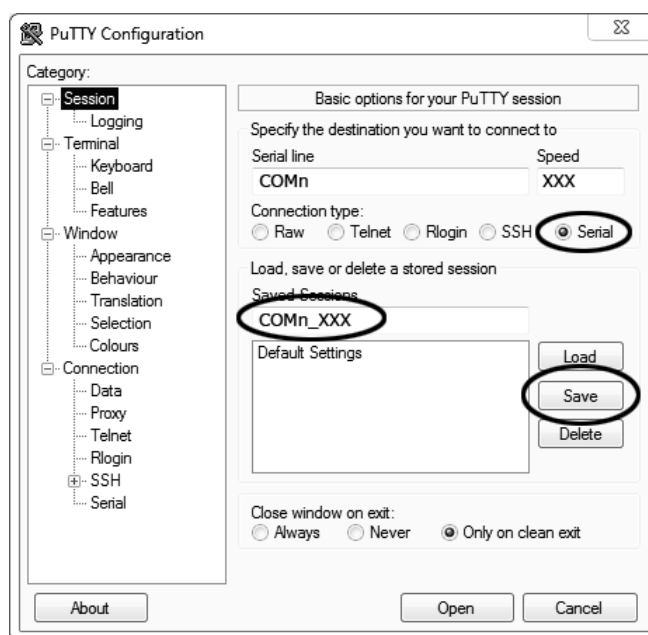 PuTTY Configuration
Category:
Session
Logging
Terminal
Keyboard
Bell
Features
Window
Appearance
Behaviour
Translation
Selection
Colours
Connection
Data
Proxy
Telnet
Rlogin
SSH
Serial
Basic options for your PuTTY session
Specify the destination you want to connect to
Serial line Speed
COMn XXX
Connection type:
Raw Telnet Rlogin SSH Serial
Load, save or delete a stored session
Saved Sessions
COMn_XXX
Default Settings
Load
Save
Delete
Close window on exit:
Always Never Only on clean exit
About Open Cancel